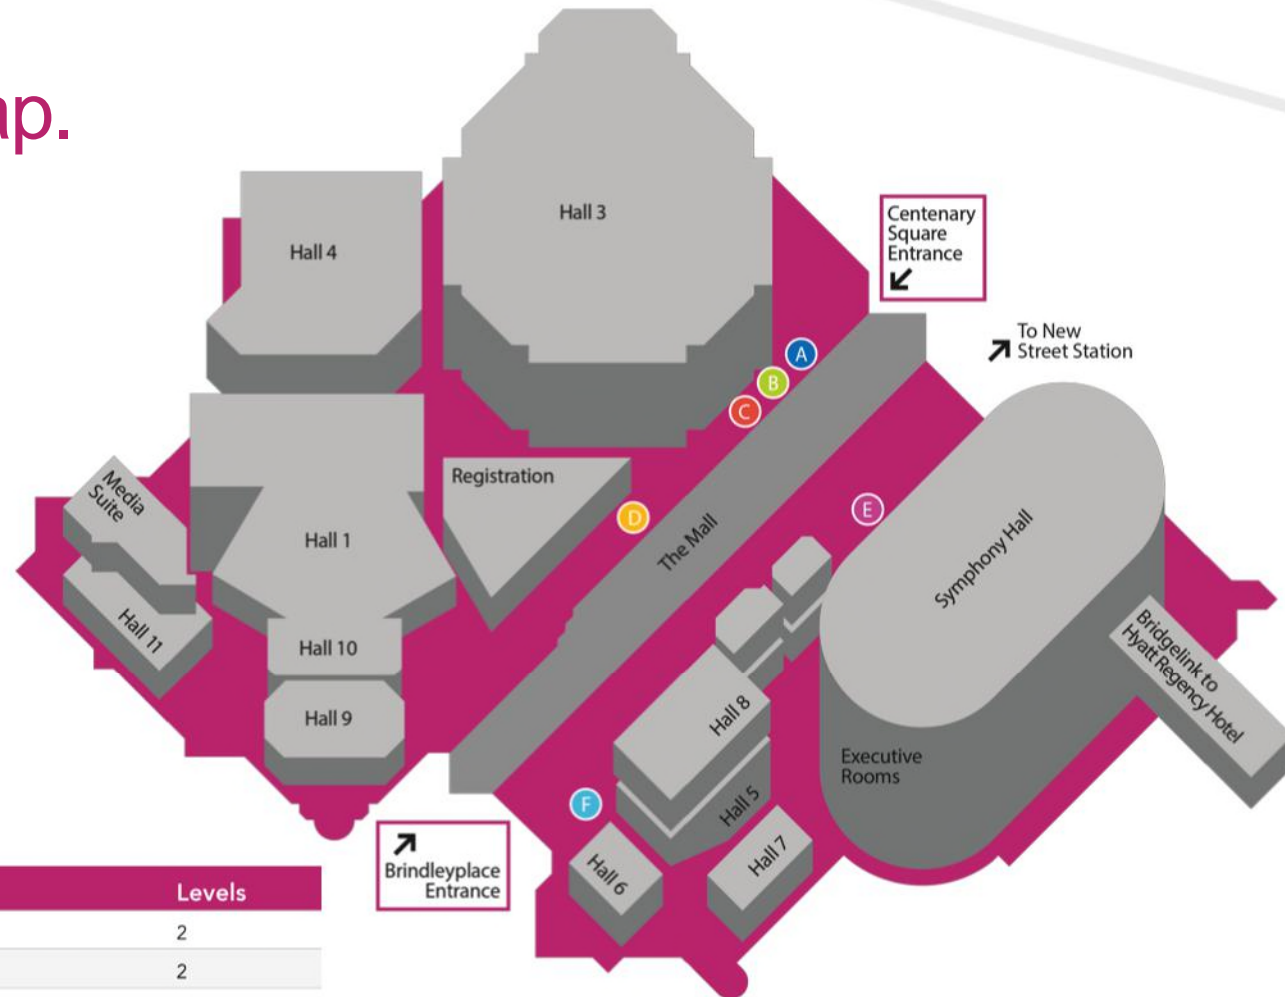 ap.
Hall 3
Hall 4
Centenary
Square
Entrance
To New
Street Station
A
B
C
Registration
Media
Suite
D
E
Hall 1
The Mall
Symphony Hall
Hall 11
Hall 10
Bridgelink to
Hyatt Regency Hotel
Hall 9
Hall 8
Executive
Rooms
Hall 5
F
Hall 7
Hall 6
Brindleyplace
Entrance
Levels
2
2